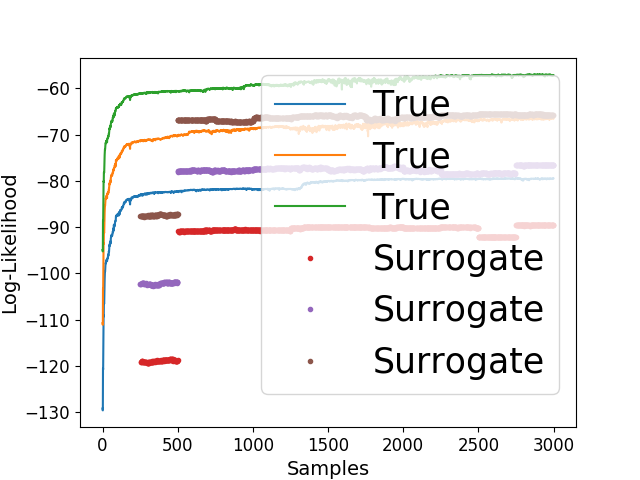 −60
−70
−80
−90
−100
−110
−120
−130
Log-Likelihood
0
500
1000
1500
2000
2500
3000
Samples
True
True
True
Surrogate
Surrogate
Surrogate